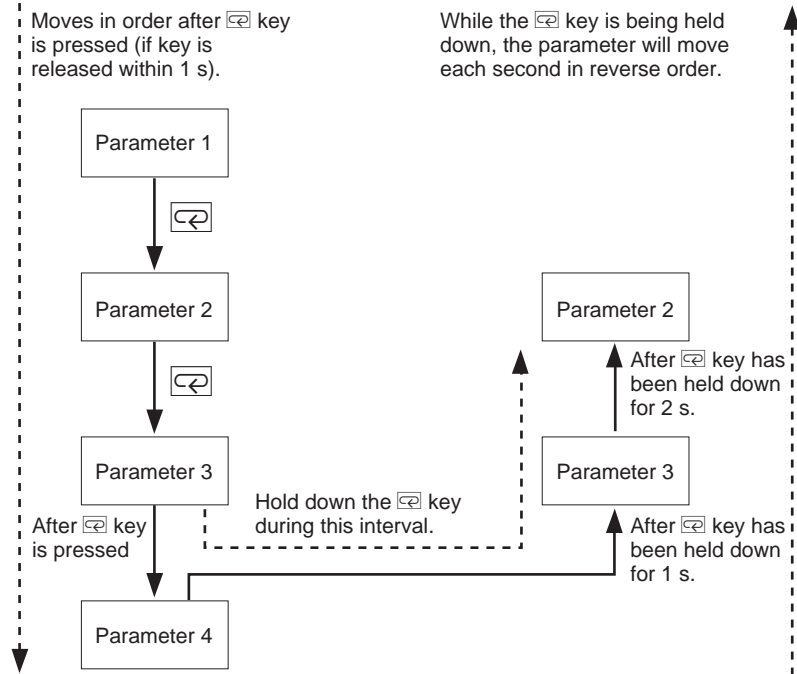 Moves in order after key
is pressed (if key is
released within 1 s).
While the key is being held
down, the parameter will move
each second in reverse order.
Parameter 1
Parameter 2
Parameter 2
After key has
been held down
for 2 s.
Parameter 3
Parameter 3
Hold down the key
during this interval.
After key
is pressed
After key has
been held down
for 1 s.
Parameter 4